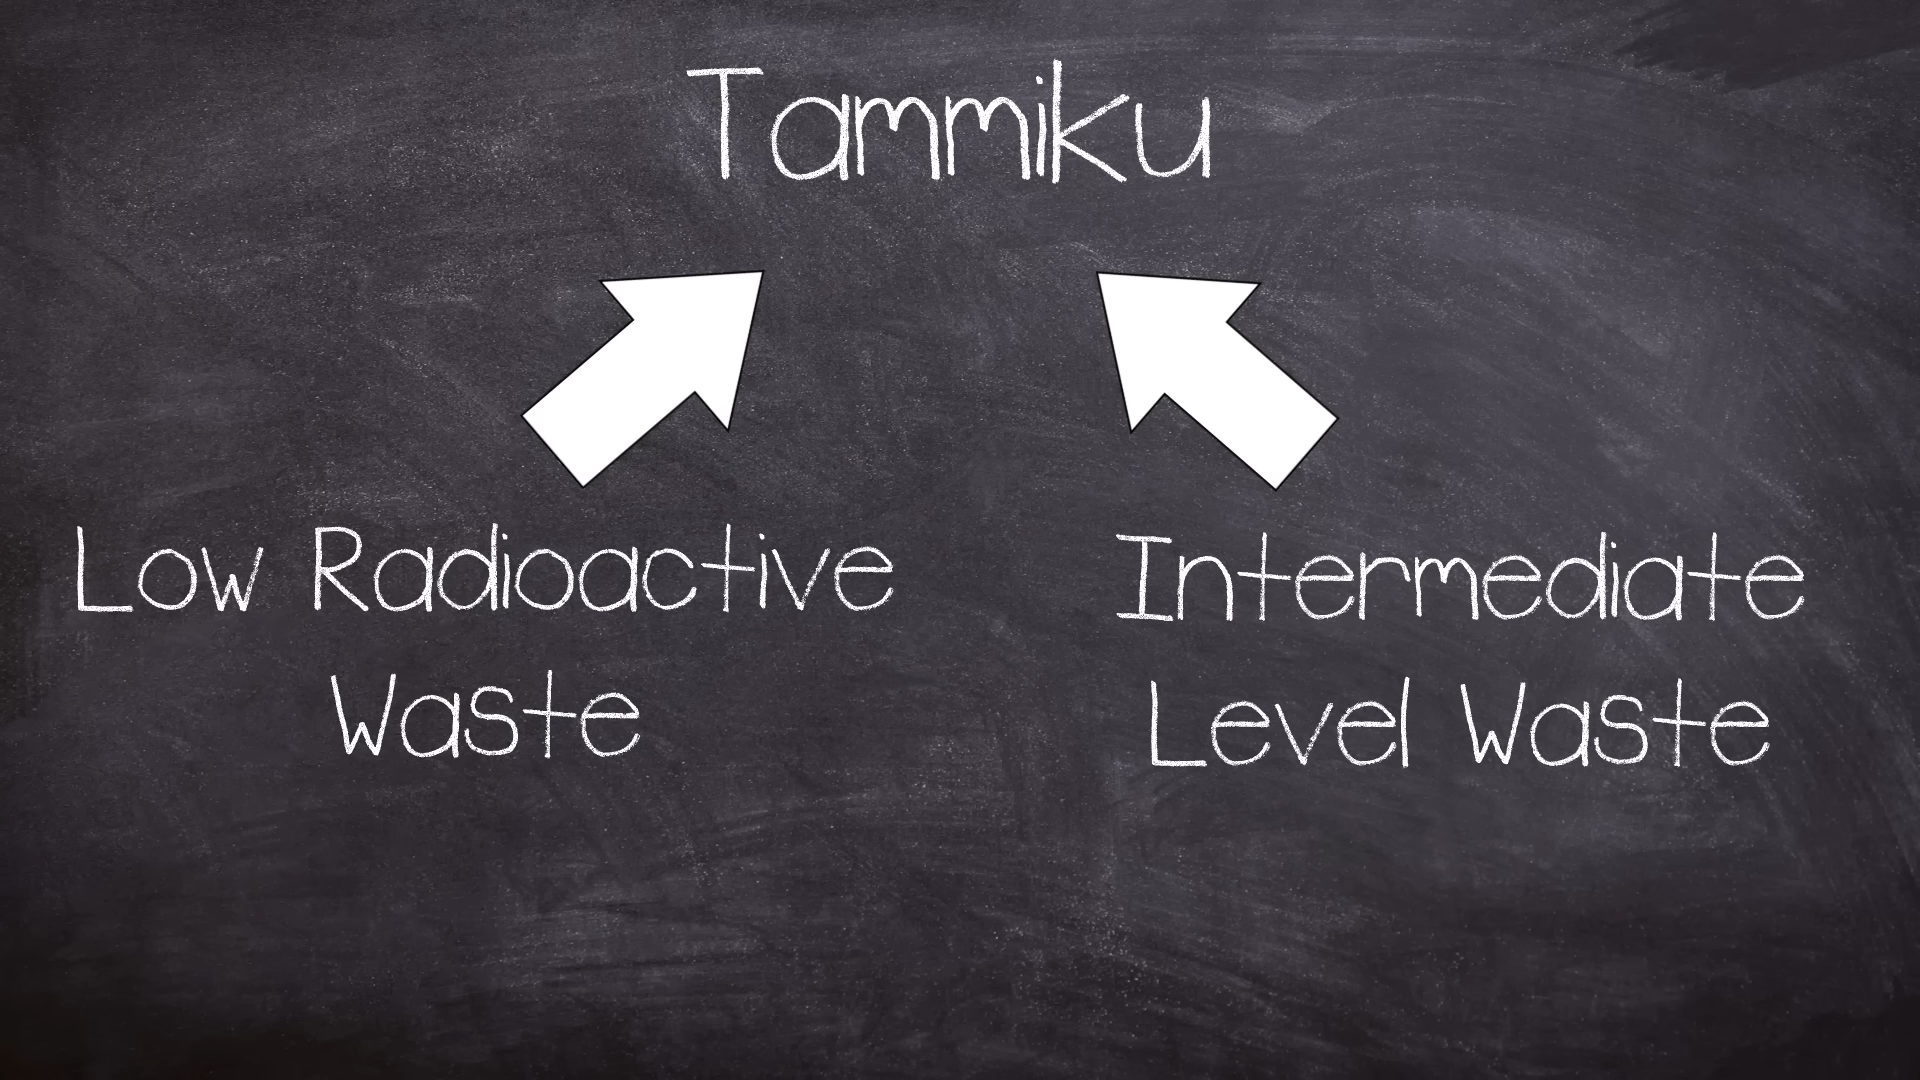 Tammiku
Low Radioactive
Waste
Intermediate
Level Waste